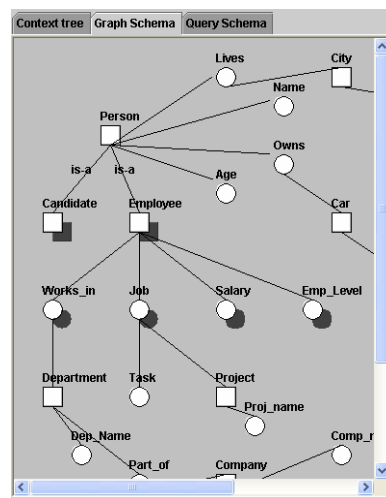 Context tree Graph Schema Query Schema
Lives City
Name
Person
Owns
is-a is-a Age
Candidate Employee Car
Works_in Job Salary Emp_Level
Department Task Project
Proj_name
Dep_Name Comp_n
Part_of Company